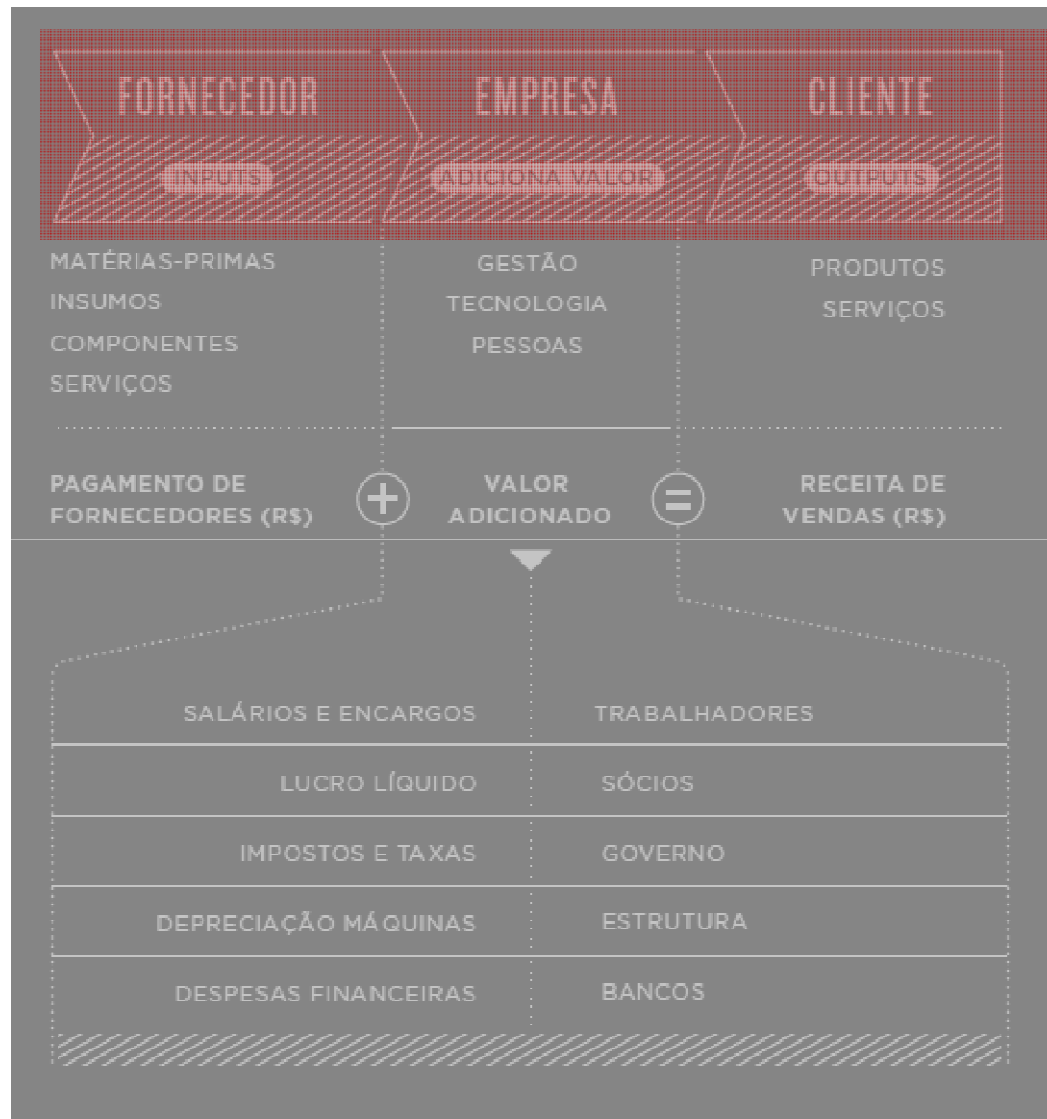 FORNECEDOR
EMPRESA
CLIENTE
INPUTS
ADICIONA VALOR
OUTPUTS
MATÉRIAS-PRIMAS
INSUMOS
COMPONENTES
SERVIÇOS
GESTÃO
TECNOLOGIA
PESSOAS
PRODUTOS
SERVIÇOS
PAGAMENTO DE
FORNECEDORES (R$)
+
VALOR
ADICIONADO
=
RECEITA DE
VENDAS (R$)
SALÁRIOS E ENCARGOS
TRABALHADORES
LUCRO LÍQUIDO
SÓCIOS
IMPOSTOS E TAXAS
GOVERNO
DEPRECIAÇÃO MÁQUINAS
ESTRUTURA
DESPESAS FINANCEIRAS
BANCOS